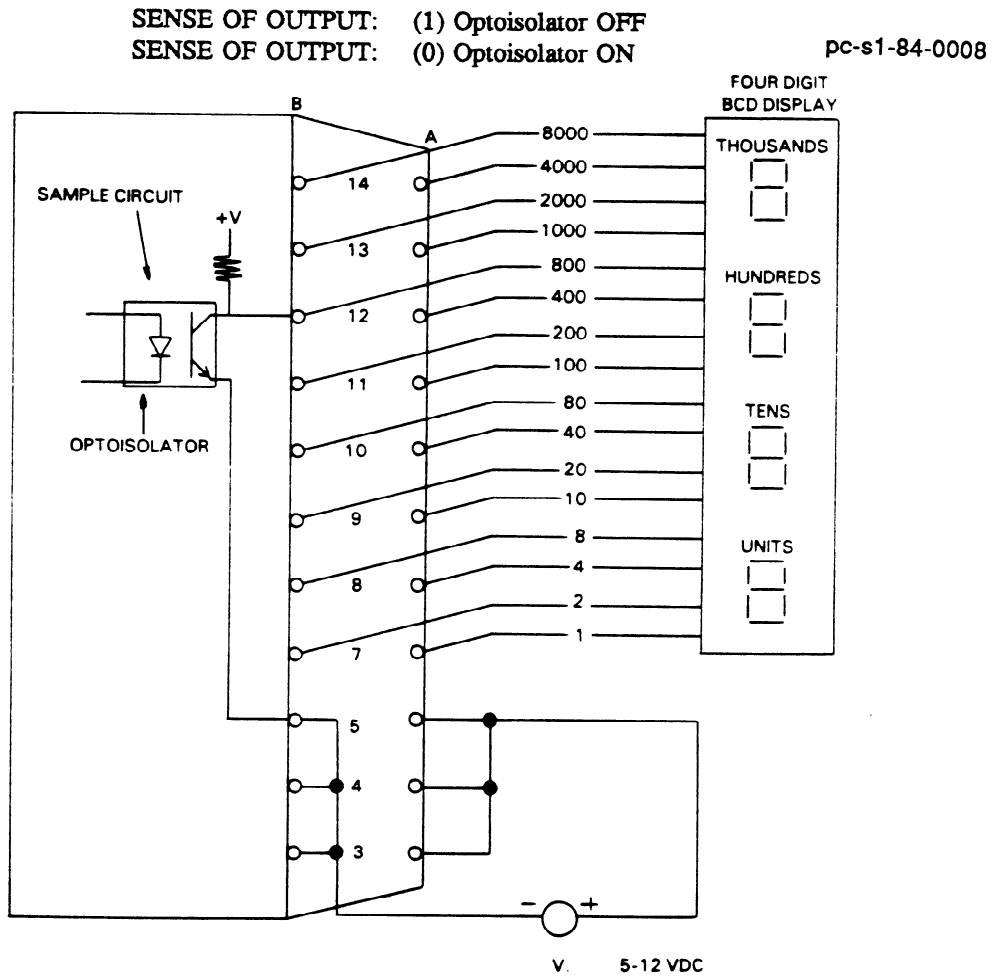 SENSE OF OUTPUT: (1) Optoisolator OFF
SENSE OF OUTPUT: (0) Optoisolator ON
pc-s1-84-0008
FOUR DIGIT
BCD DISPLAY
B
A
8000
THOUSANDS
14
4000
SAMPLE CIRCUIT
2000
+V
13
1000
800
HUNDREDS
12
400
200
11
100
80
TENS
OPTOISOLATOR
10
40
20
9
10
8
UNITS
8
4
2
7
1
5
4
3
- +
V. 5-12 VDC